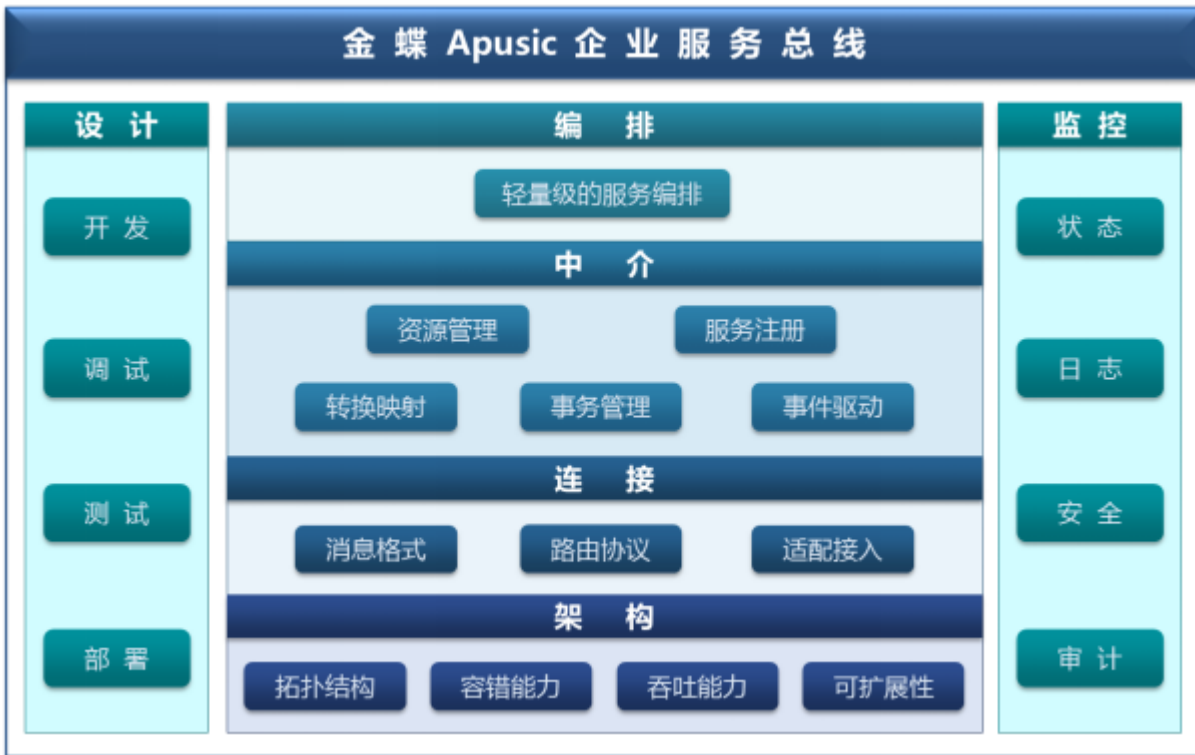 金蝶 Apusic 企业服务总线
设计
开发
调试
测试
部署
编排
轻量级的服务编排
中介
资源管理 服务注册
转换映射 事务管理 事件驱动
连接
消息格式 路由协议 适配接入
架构
拓扑结构 容错能力 吞吐能力 可扩展性
监控
状态
日志
安全
审计